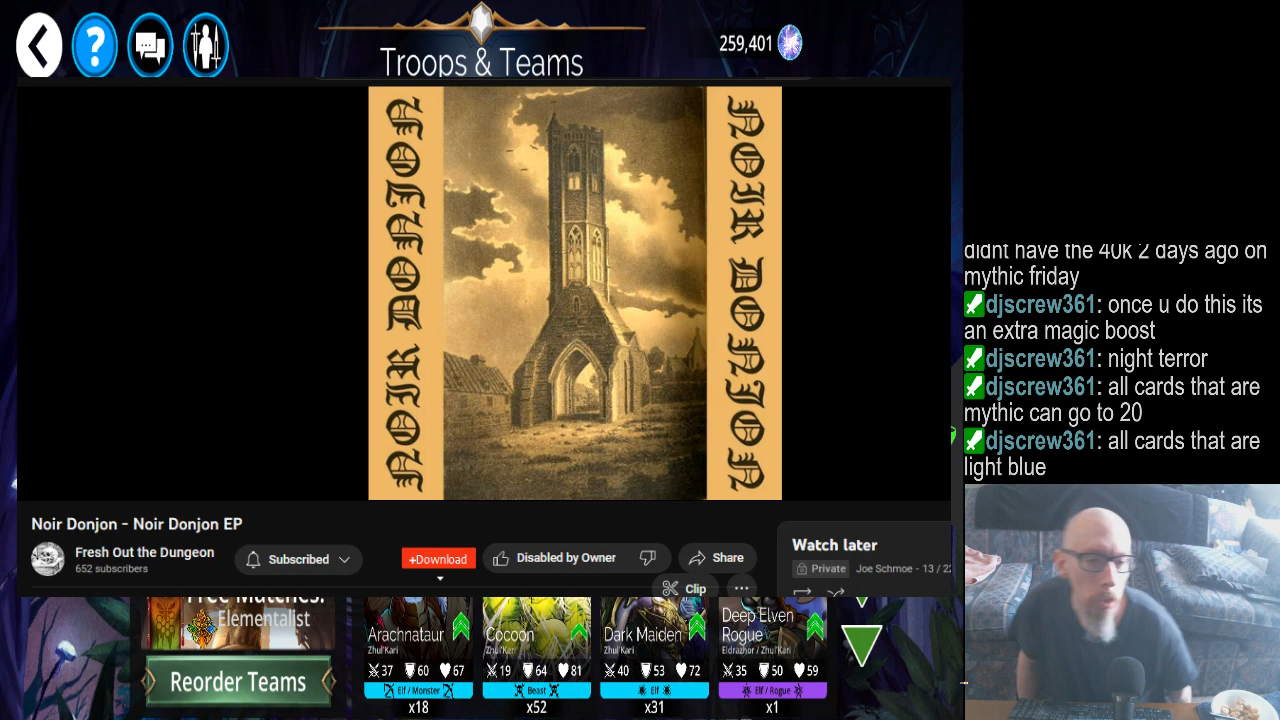 ?
Troops & Teams
259,401
NOIR DONJON
NOIR DONJON
Noir Donjon - Noir Donjon EP
Fresh Out the Dungeon
652 subscribers
Subscribed
+Download
Disabled by Owner
Share
Clip
...
Watch later
Private Joe Schmoe - 13 / 22
Elementalist
Reorder Teams
Arachnataur
Zhul'Kari
37 60 67
Elf / Monster
x18
Cocoon
Zhul'Kari
19 64 81
Beast
x52
Dark Maiden
Zhul'Kari
40 53 72
Elf
x31
Deep Elven
Rogue
Eldrazhor / Zhul'Kari
35 50 59
Elf / Rogue
x1
didnt have the 40k 2 days ago on
mythic friday
djscrew361: once u do this its
an extra magic boost
djscrew361: night terror
djscrew361: all cards that are
mythic can go to 20
djscrew361: all cards that are
light blue